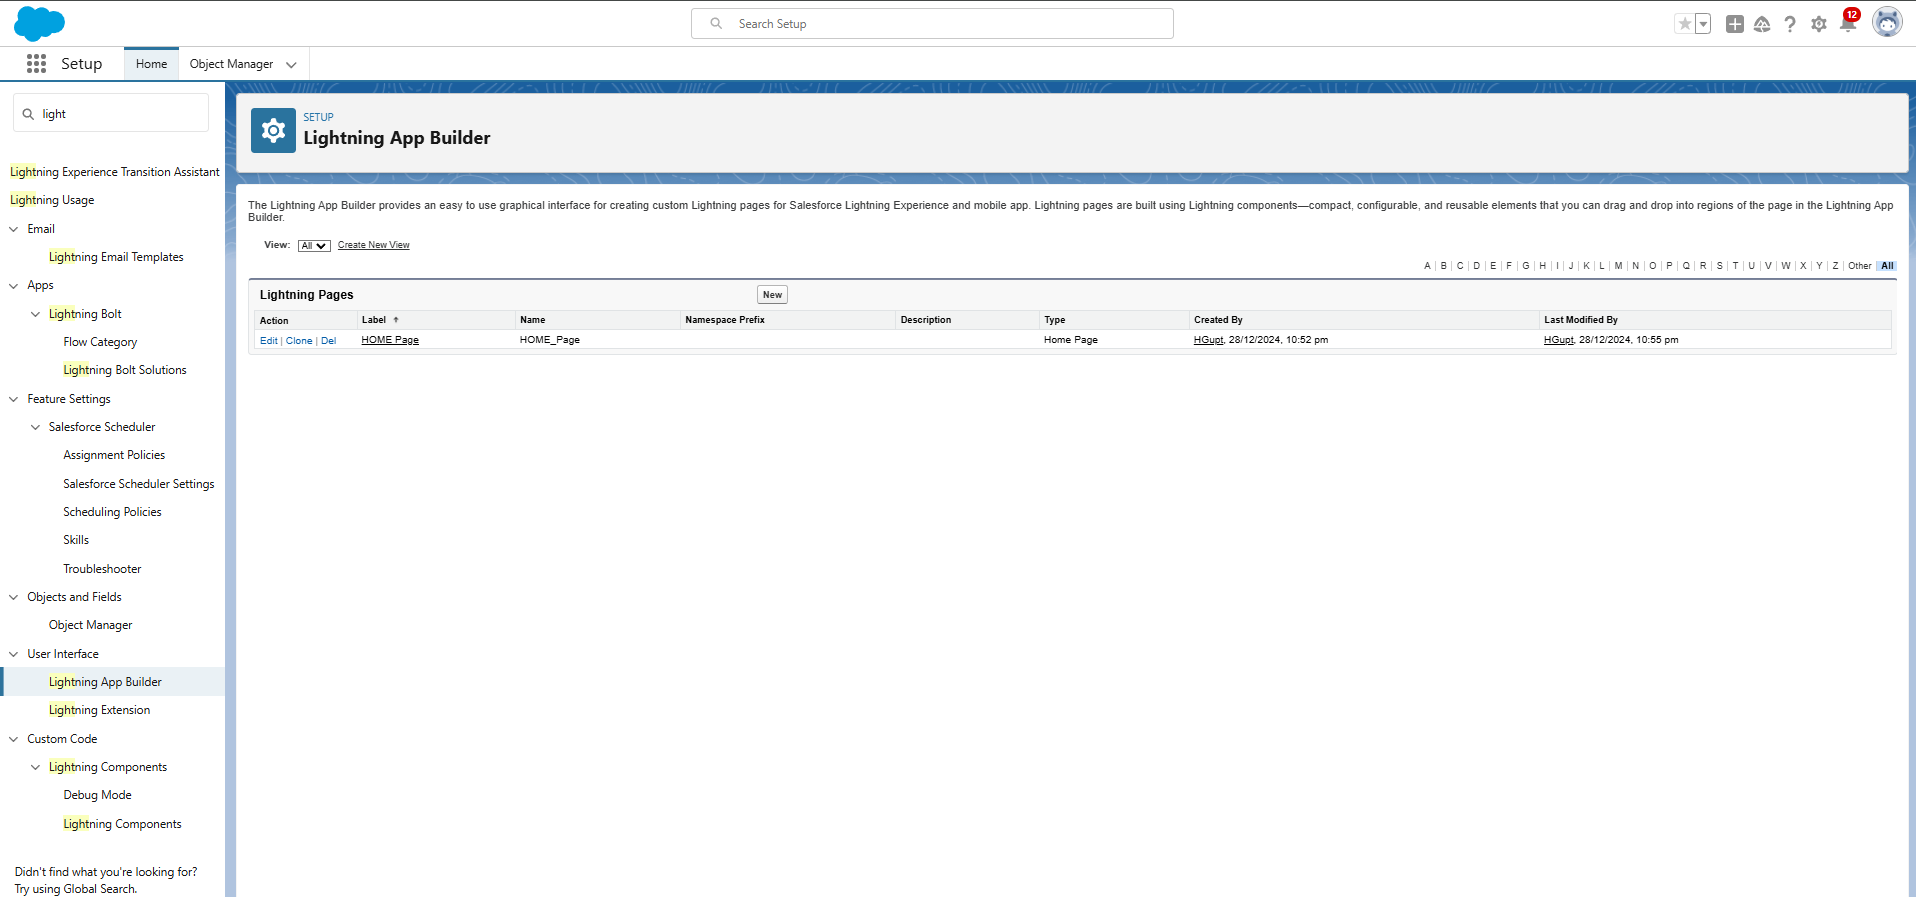 Search Setup
12
Setup
Home
Object Manager
light
Lightning Experience Transition Assistant
Lightning Usage
Email
Lightning Email Templates
Apps
Lightning Bolt
Flow Category
Lightning Bolt Solutions
Feature Settings
Salesforce Scheduler
Assignment Policies
Salesforce Scheduler Settings
Scheduling Policies
Skills
Troubleshooter
Objects and Fields
Object Manager
User Interface
Lightning App Builder
Lightning Extension
Custom Code
Lightning Components
Debug Mode
Lightning Components
Didn't find what you're looking for?
Try using Global Search.
SETUP
Lightning App Builder
The Lightning App Builder provides an easy to use graphical interface for creating custom Lightning pages for Salesforce Lightning Experience and mobile app. Lightning pages are built using Lightning components—compact, configurable, and reusable elements that you can drag and drop into regions of the page in the Lightning App
Builder.
View: All Create New View
A | B | C | D | E | F | G | H | I | J | K | L | M | N | O | P | Q | R | S | T | U | V | W | X | Y | Z | Other | All
Lightning Pages New
Action Label Name Namespace Prefix Description Type Created By Last Modified By
Edit | Clone | Del HOME Page HOME_Page Home Page HGupt, 28/12/2024, 10:52 pm HGupt, 28/12/2024, 10:55 pm